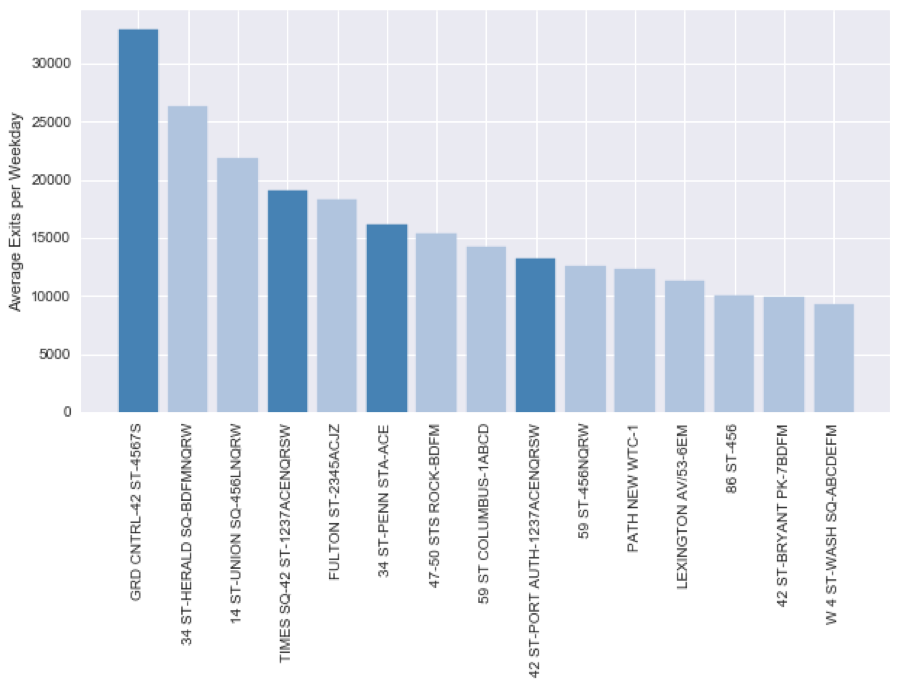 Average Exits per Weekday
30000
25000
20000
15000
10000
5000
0
GRD CNTRL-42 ST-4567S
34 ST-HERALD SQ-BDFMNQRW
14 ST-UNION SQ-456LNQRW
TIMES SQ-42 ST-1237ACENQRSW
FULTON ST-2345ACJZ
34 ST-PENN STA-ACE
47-50 STS ROCK-BDFM
59 ST COLUMBUS-1ABCD
42 ST-PORT AUTH-1237ACENQRSW
59 ST-456NQRW
PATH NEW WTC-1
LEXINGTON AV/53-6EM
86 ST-456
42 ST-BRYANT PK-7BDFM
W 4 ST-WASH SQ-ABCDEFM